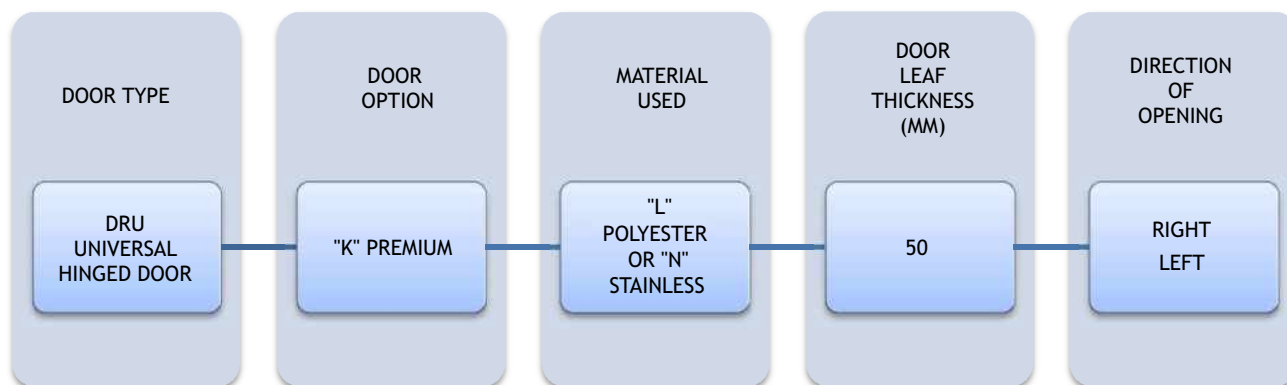 DOOR TYPE
DOOR
OPTION
MATERIAL
USED
DOOR
LEAF
THICKNESS
(MM)
DIRECTION
OF
OPENING
DRU
UNIVERSAL
HINGED DOOR
"K" PREMIUM
"L"
POLYESTER
OR "N"
STAINLESS
50
RIGHT
LEFT